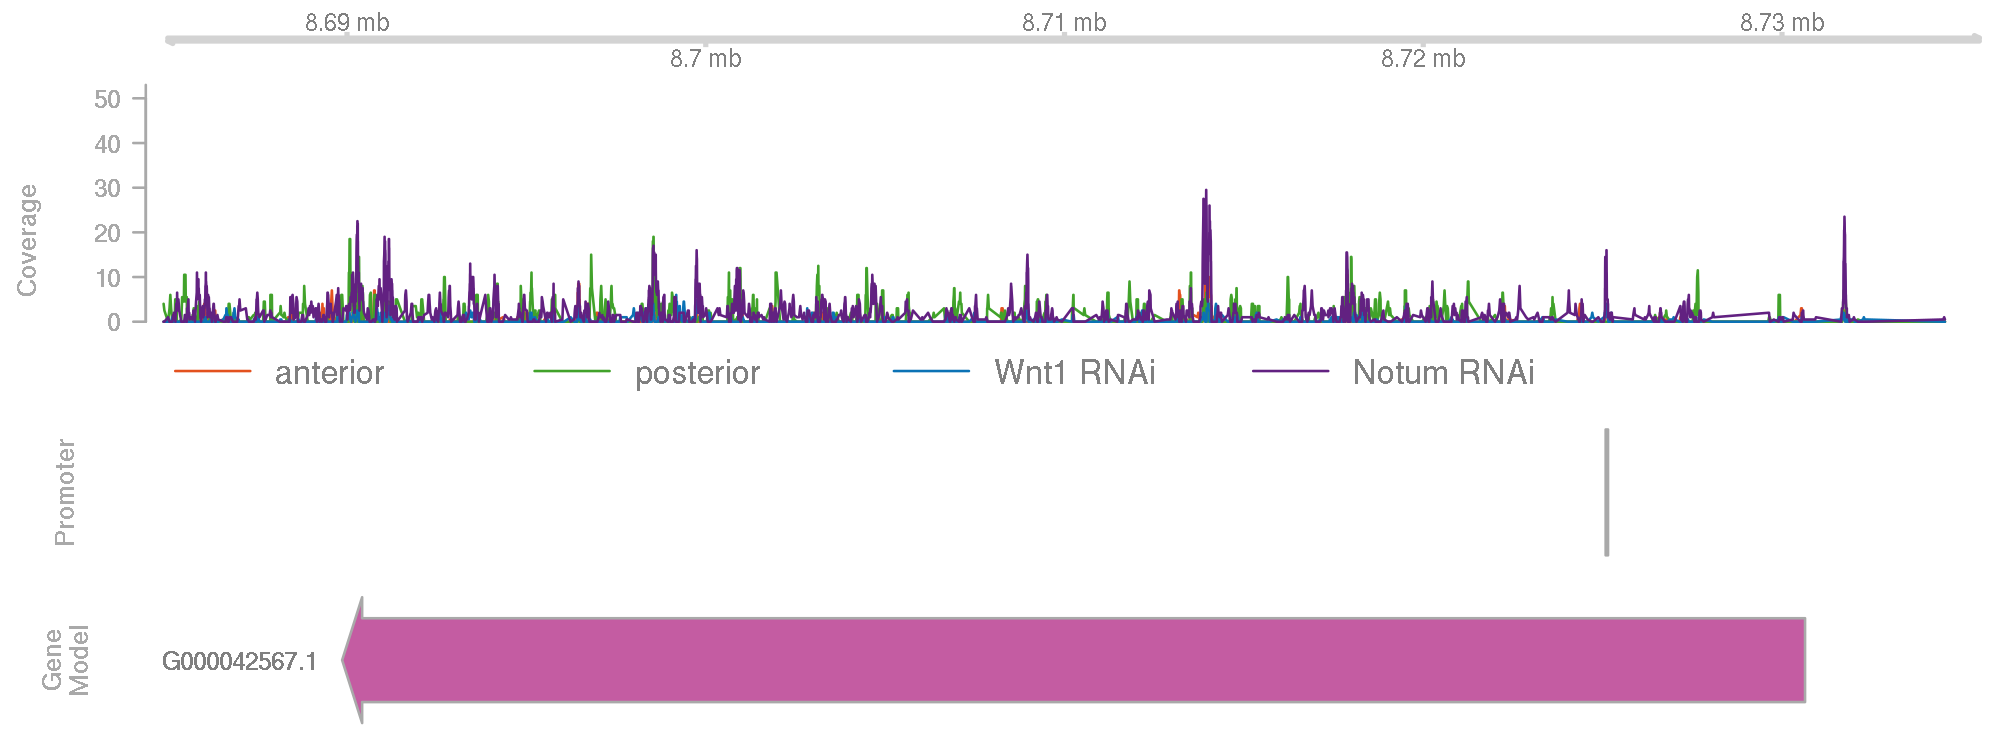 8.69 mb
8.71 mb
8.73 mb
8.7 mb
8.72 mb
Coverage
50
40
30
20
10
0
anterior
posterior
Wnt1 RNAi
Notum RNAi
Promoter
Gene
Model
G000042567.1